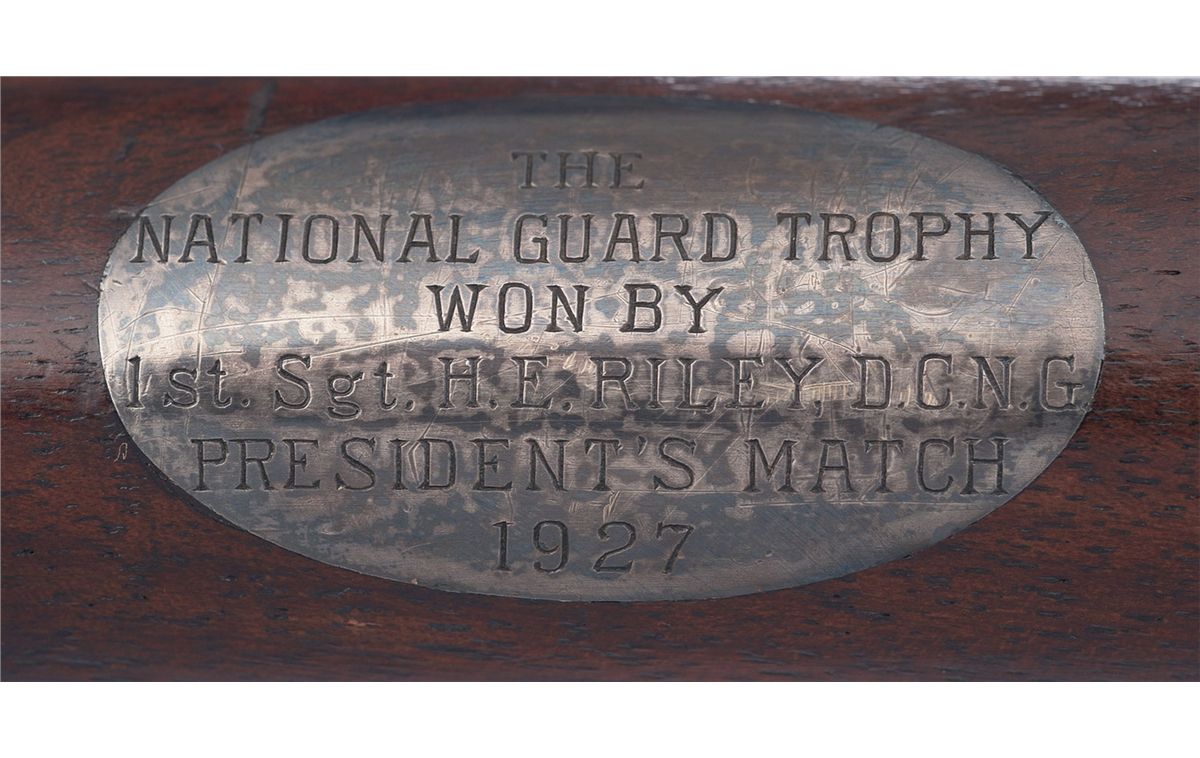 THE
NATIONAL GUARD TROPHY
WON BY
1st. Sgt. H.E. RILEY, D.C.N.G.
PRESIDENT'S MATCH
1927